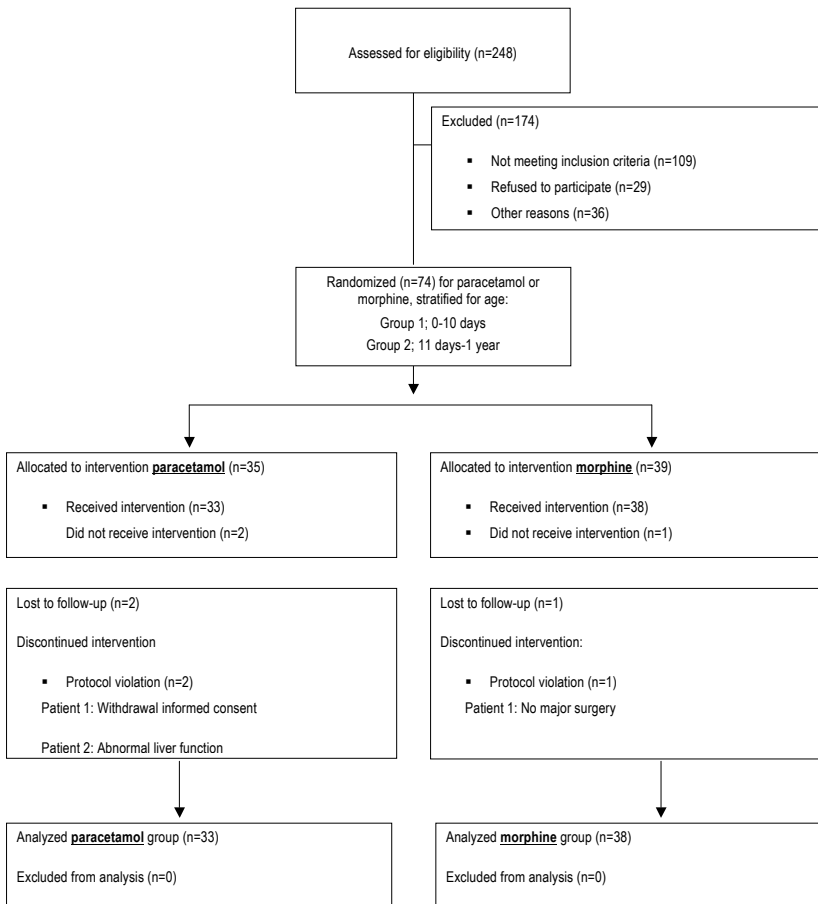 Assessed for eligibility (n=248)
Excluded (n=174)
▪ Not meeting inclusion criteria (n=109)
▪ Refused to participate (n=29)
▪ Other reasons (n=36)
Randomized (n=74) for paracetamol or
morphine, stratified for age:
Group 1; 0-10 days
Group 2; 11 days-1 year
Allocated to intervention paracetamol (n=35)
▪ Received intervention (n=33)
Did not receive intervention (n=2)
Allocated to intervention morphine (n=39)
▪ Received intervention (n=38)
▪ Did not receive intervention (n=1)
Lost to follow-up (n=2)
Discontinued intervention
▪ Protocol violation (n=2)
Patient 1: Withdrawal informed consent
Patient 2: Abnormal liver function
Lost to follow-up (n=1)
Discontinued intervention:
▪ Protocol violation (n=1)
Patient 1: No major surgery
Analyzed paracetamol group (n=33)
Excluded from analysis (n=0)
Analyzed morphine group (n=38)
Excluded from analysis (n=0)